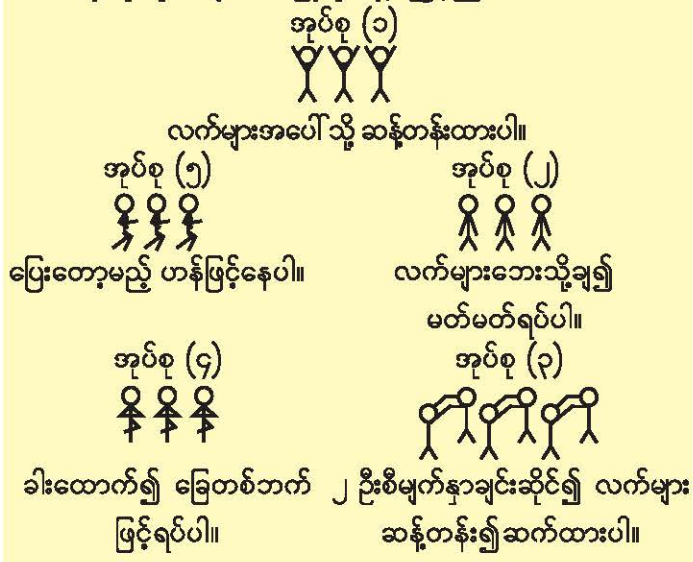 အုပ်စု (၁)
လက်များအပေါ်သို့ ဆန့်တန်းထားပါ။
အုပ်စု (၅)
ပြေးတော့မည့် ဟန်ဖြင့်နေပါ။
အုပ်စု (၂)
လက်များဘေးသို့ချ၍
မတ်မတ်ရပ်ပါ။
အုပ်စု (၄)
ခါးထောက်၍ ခြေတစ်ဘက်
ဖြင့်ရပ်ပါ။
အုပ်စု (၃)
၂ ဦးစီမျက်နှာချင်းဆိုင်၍ လက်များ
ဆန့်တန်း၍ဆက်ထားပါ။